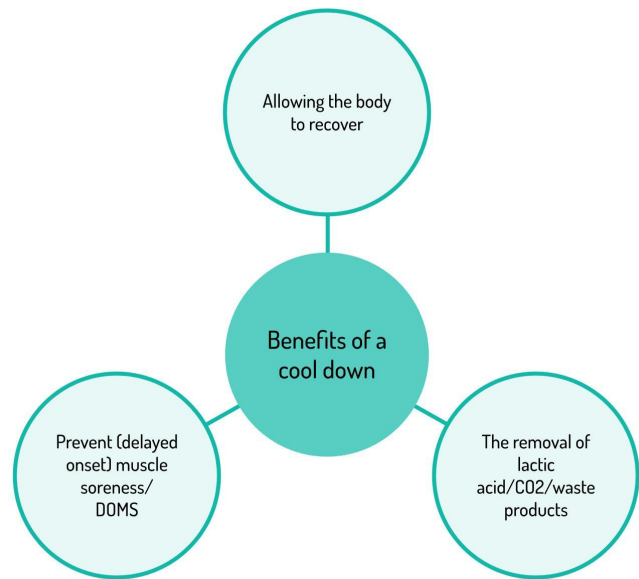 Allowing the body
to recover
Benefits of a
cool down
Prevent (delayed
onset) muscle
soreness/
DOMS
The removal of
lactic
acid/CO2/waste
products